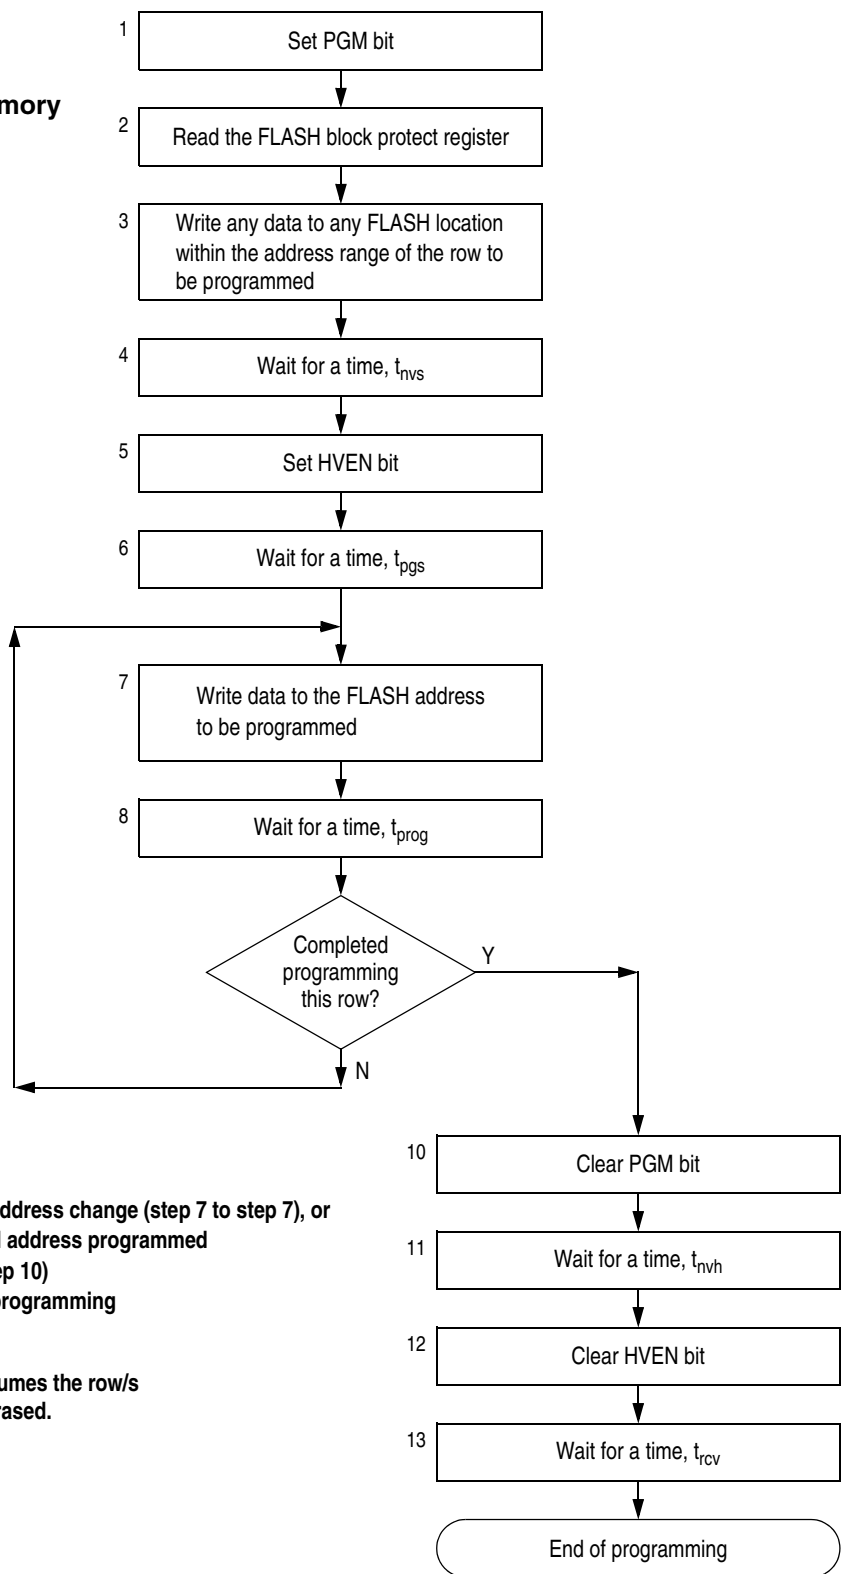 1
Set PGM bit
2
Read the FLASH block protect register
3
Write any data to any FLASH location
within the address range of the row to
be programmed
4
Wait for a time, tnvs
5
Set HVEN bit
6
Wait for a time, tpgs
7
Write data to the FLASH address
to be programmed
8
Wait for a time, tprog
Completed
programming
this row?
Y
N
10
Clear PGM bit
address change (step 7 to step 7), or
address programmed
10)
11
Wait for a time, tnvh
programming
12
Clear HVEN bit
the row/s
13
Wait for a time, trcv
End of programming